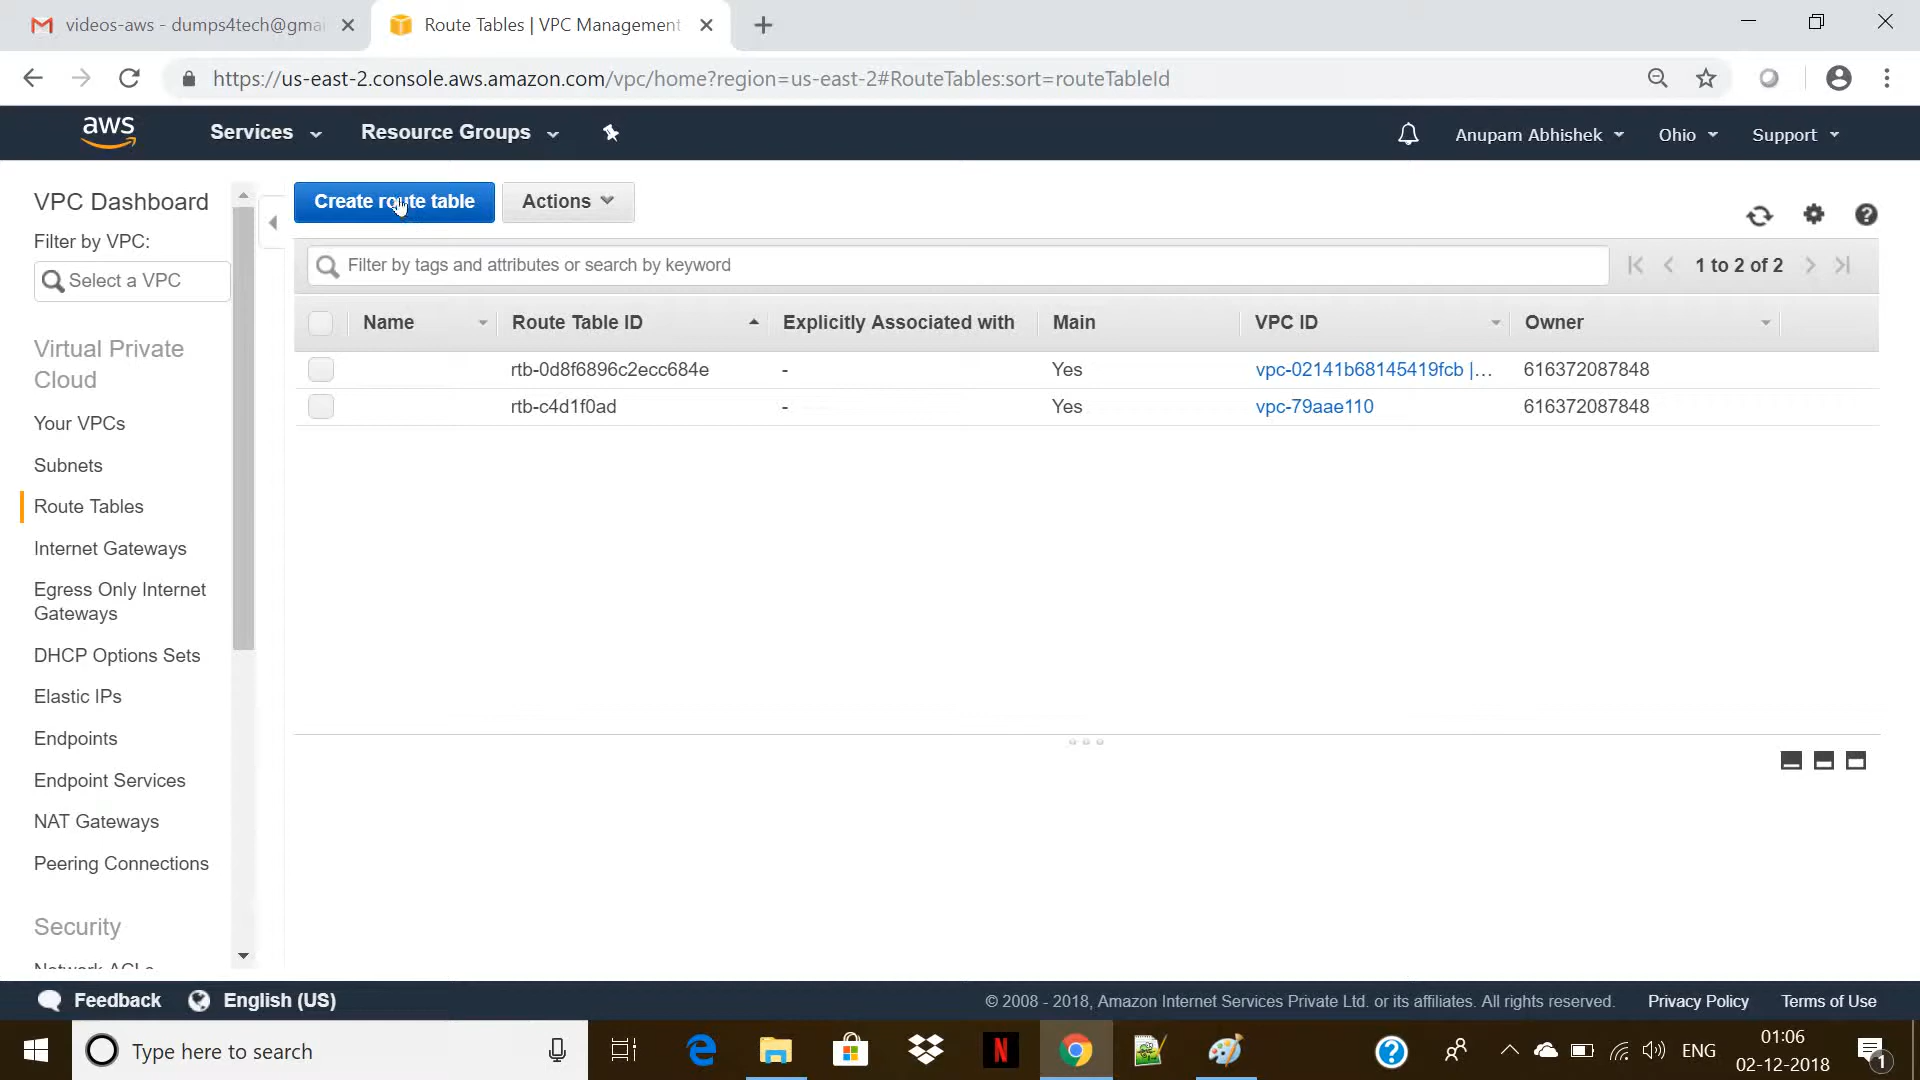 videos-aws - dumps4tech@gmai
Route Tables | VPC Management
https://us-east-2.console.aws.amazon.com/vpc/home?region=us-east-2#RouteTables:sort=routeTableId
aws
Services
Resource Groups
Anupam Abhishek
Ohio
Support
VPC Dashboard
Filter by VPC:
Select a VPC
Virtual Private
Cloud
Your VPCs
Subnets
Route Tables
Internet Gateways
Egress Only Internet
Gateways
DHCP Options Sets
Elastic IPs
Endpoints
Endpoint Services
NAT Gateways
Peering Connections
Security
Network ACLs
Create route table
Actions
Filter by tags and attributes or search by keyword
1 to 2 of 2
Name Route Table ID Explicitly Associated with Main VPC ID Owner
rtb-0d8f6896c2ecc684e - Yes vpc-02141b68145419fcb |... 616372087848
rtb-c4d1f0ad - Yes vpc-79aae110 616372087848
Feedback
English (US)
© 2008 - 2018, Amazon Internet Services Private Ltd. or its affiliates. All rights reserved.
Privacy Policy
Terms of Use
Type here to search
ENG
01:06
02-12-2018
1